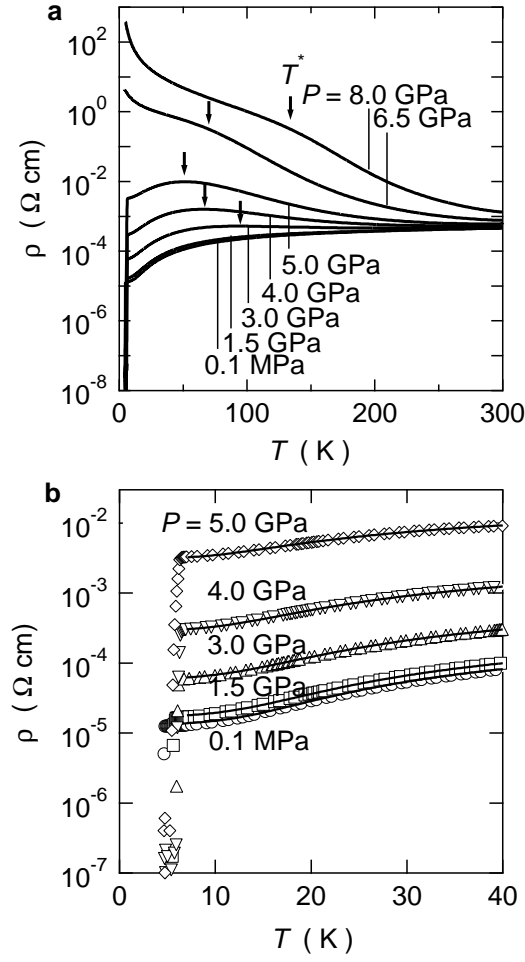 a
10^2
10^0
10^-2
10^-4
10^-6
10^-8
ρ ( Ω cm)
T*
P = 8.0 GPa
6.5 GPa
5.0 GPa
4.0 GPa
3.0 GPa
1.5 GPa
0.1 MPa
0 100 200 300
T ( K )
b
10^-2
10^-3
10^-4
10^-5
10^-6
10^-7
ρ ( Ω cm)
P = 5.0 GPa
4.0 GPa
3.0 GPa
1.5 GPa
0.1 MPa
0 10 20 30 40
T ( K )